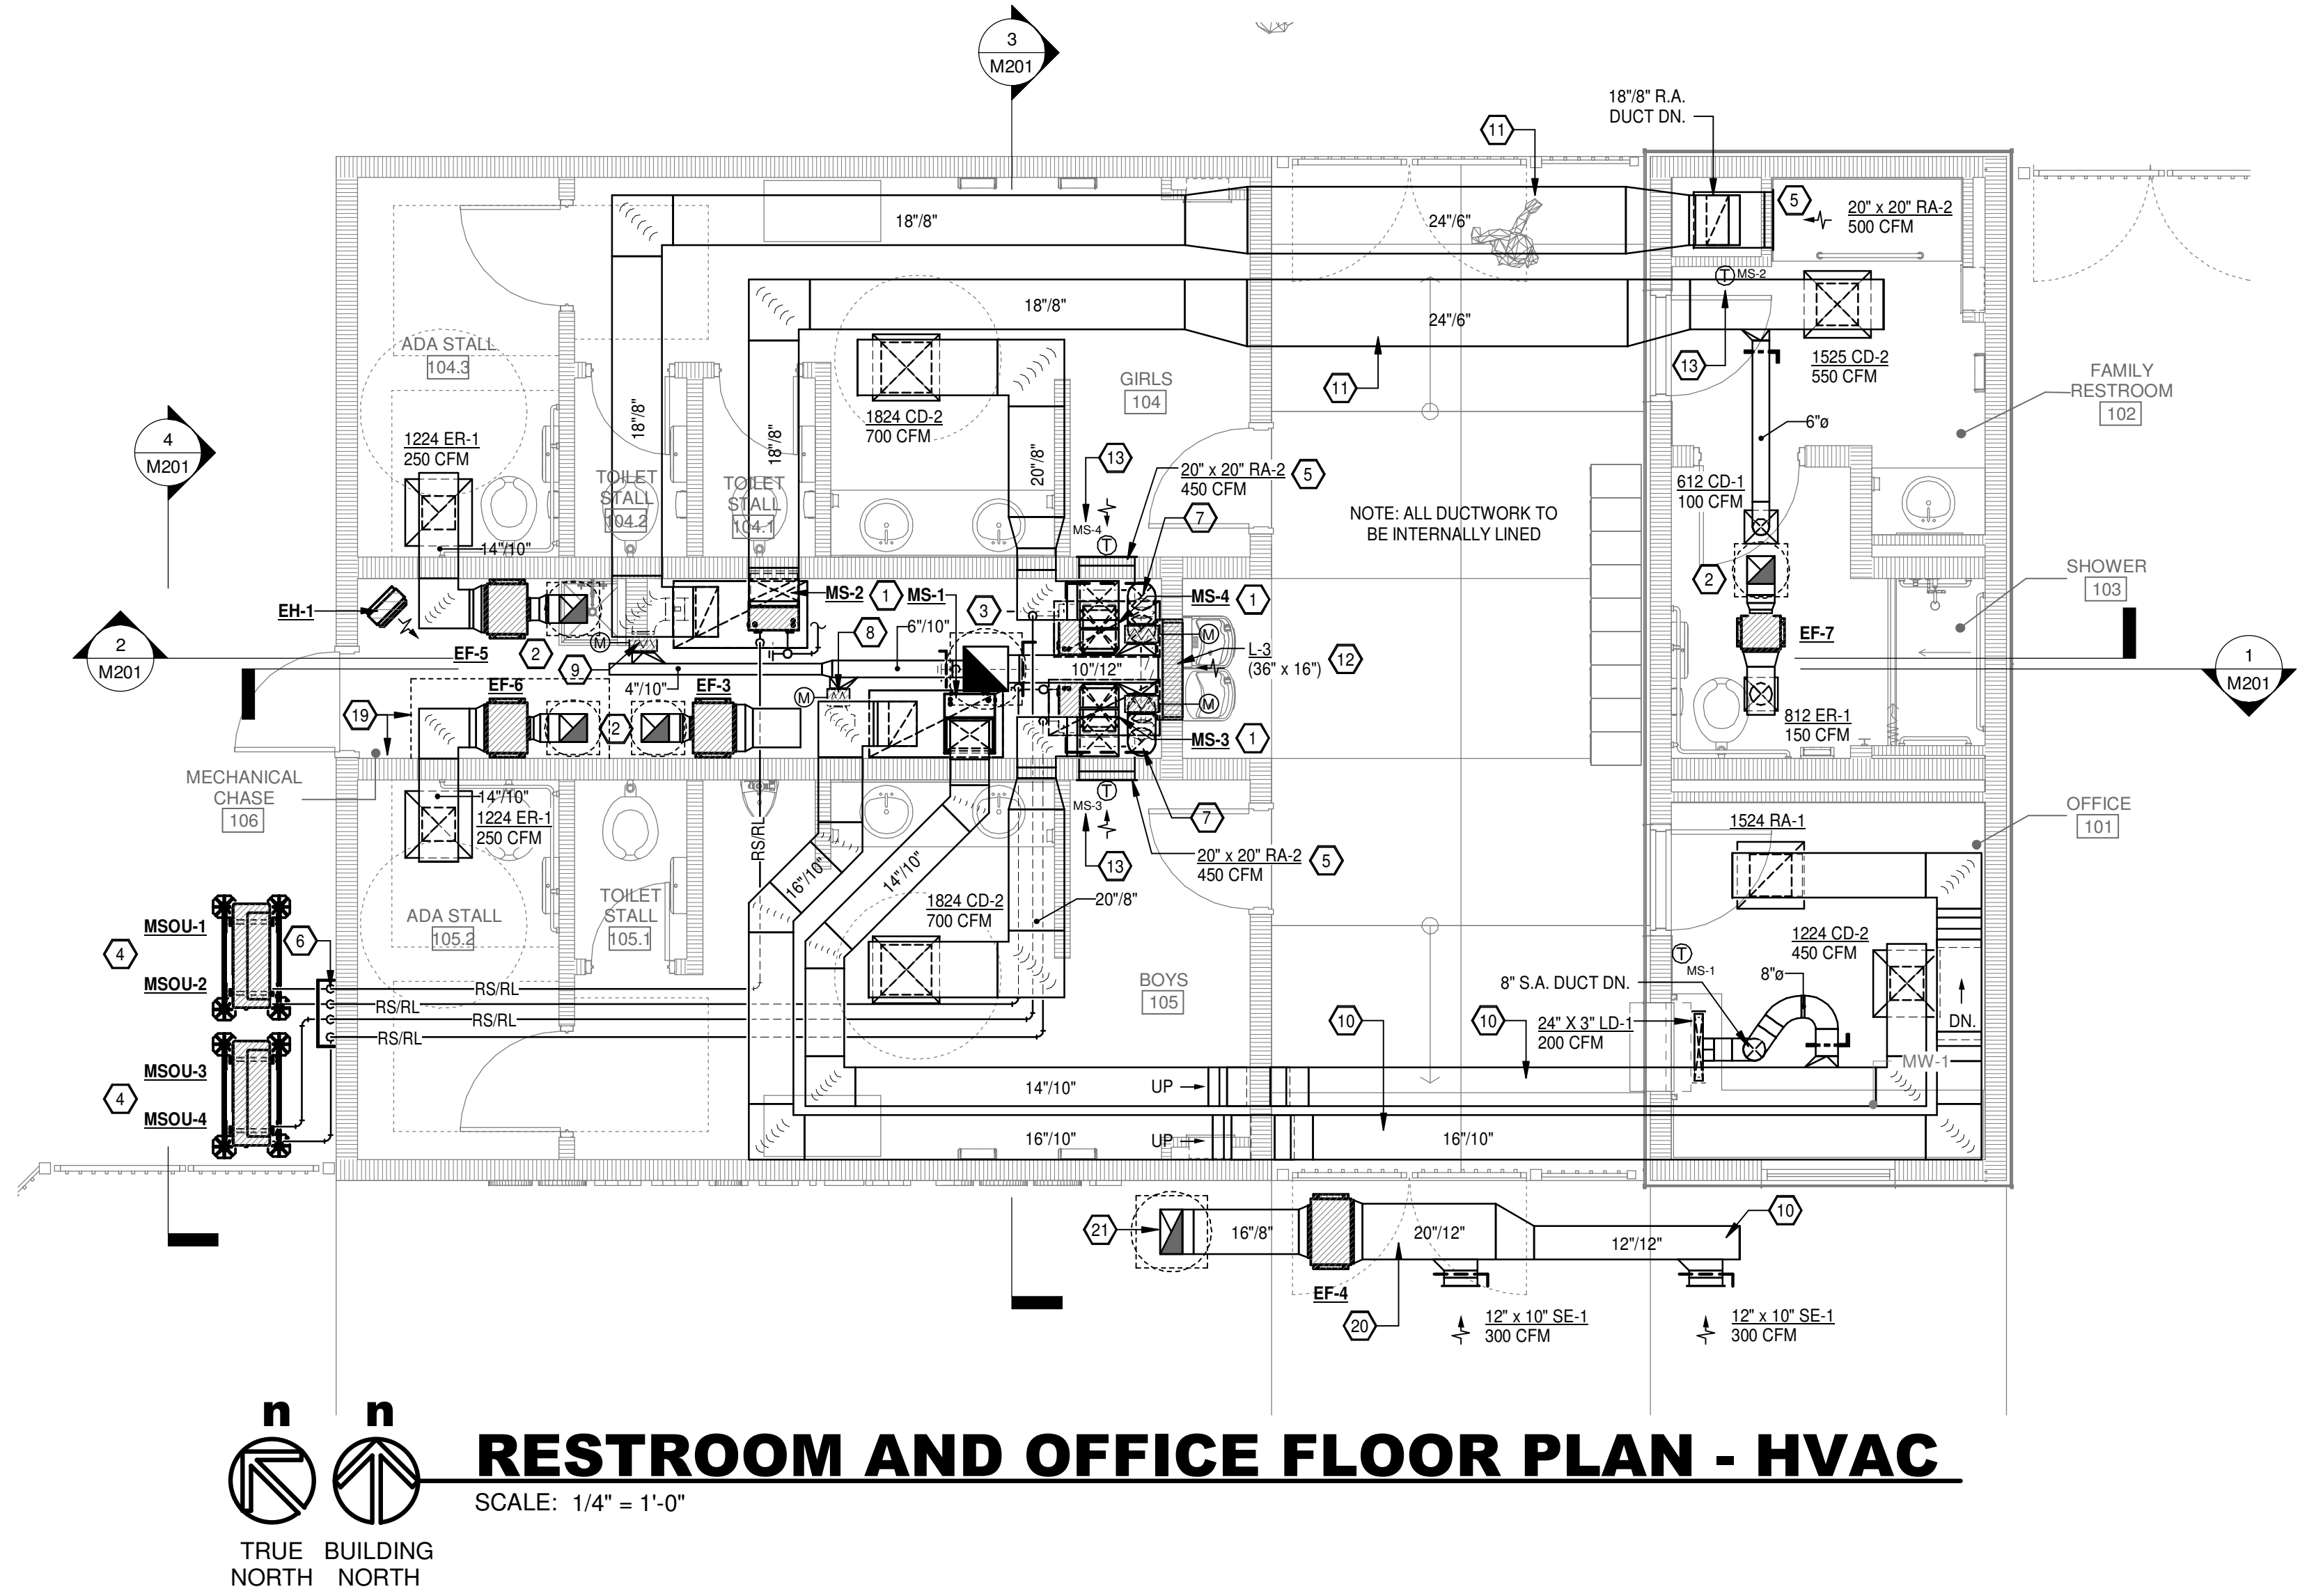 3
M201
18"/8" R.A.
DUCT DN.
11
18"/8"
24"/6"
5
20" x 20" RA-2
500 CFM
T
MS-2
18"/8"
24"/6"
ADA STALL
104.3
GIRLS
104
11
13
1525 CD-2
550 CFM
FAMILY
RESTROOM
102
1824 CD-2
700 CFM
18"/8"
18"/8"
20"/8"
6"ø
4
M201
1224 ER-1
250 CFM
13
20" x 20" RA-2
450 CFM
5
TOILET
STALL
104.2
TOILET
STALL
104.1
612 CD-1
100 CFM
7
MS-4
T
NOTE: ALL DUCTWORK TO
BE INTERNALLY LINED
14"/10"
2
SHOWER
103
EH-1
MS-2
1
MS-1
3
MS-4
1
8
6"/10"
M
M
EF-7
EF-5
2
9
L-3
(36" x 16")
12
10"/12"
2
M201
1
M201
4"/10"
EF-6
EF-3
M
M
19
2
812 ER-1
150 CFM
MS-3
1
MECHANICAL
CHASE
106
14"/10"
1224 ER-1
250 CFM
T
MS-3
7
OFFICE
101
1524 RA-1
RS/RL
16"/10"
14"/10"
13
20" x 20" RA-2
450 CFM
5
20"/8"
1824 CD-2
700 CFM
ADA STALL
105.2
TOILET
STALL
105.1
MSOU-1
4
MSOU-2
6
BOYS
105
1224 CD-2
450 CFM
T
MS-1
8"ø
8" S.A. DUCT DN.
RS/RL
RS/RL
RS/RL
RS/RL
10
10
24" X 3" LD-1
200 CFM
DN.
MW-1
MSOU-3
4
MSOU-4
14"/10"
UP
16"/10"
UP
16"/10"
21
16"/8"
20"/12"
12"/12"
10
EF-4
20
12" x 10" SE-1
300 CFM
12" x 10" SE-1
300 CFM
n
n
RESTROOM AND OFFICE FLOOR PLAN - HVAC
SCALE: 1/4" = 1'-0"
TRUE
NORTH
BUILDING
NORTH